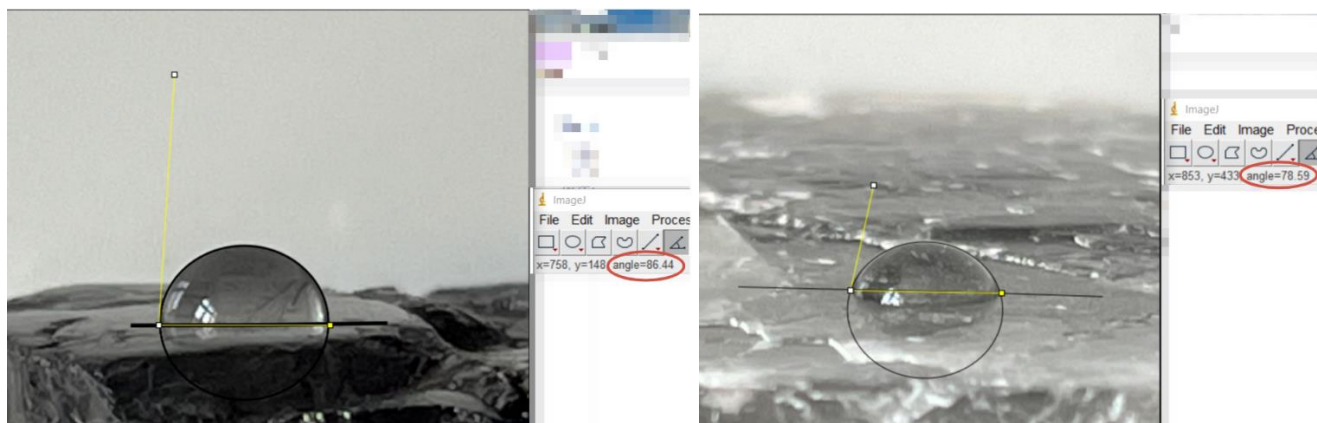 ImageJ
File Edit Image Proces
x=758, y=148 angle=86.44
ImageJ
File Edit Image Proce
x=853, y=433 angle=78.59